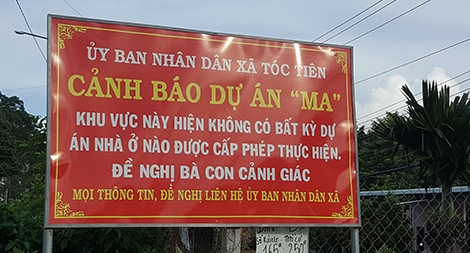 ỦY BAN NHÂN DÂN XÃ TÓC TIÊN
CẢNH BÁO DỰ ÁN "MA"
KHU VỰC NÀY HIỆN KHÔNG CÓ BẤT KỲ DỰ
ÁN NHÀ Ở NÀO ĐƯỢC CẤP PHÉP THỰC HIỆN.
ĐỀ NGHỊ BÀ CON CẢNH GIÁC
MỌI THÔNG TIN, ĐỀ NGHỊ LIÊN HỆ ỦY BAN NHÂN DÂN XÃ